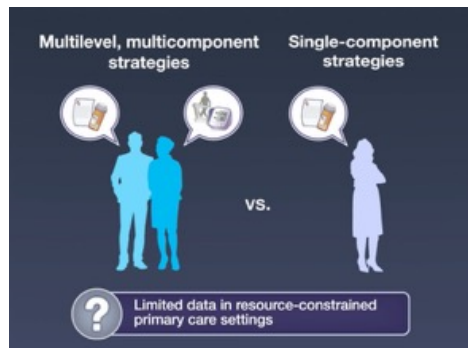 Multilevel, multicomponent
strategies
Single-component
strategies
vs.
?
Limited data in resource-constrained
primary care settings